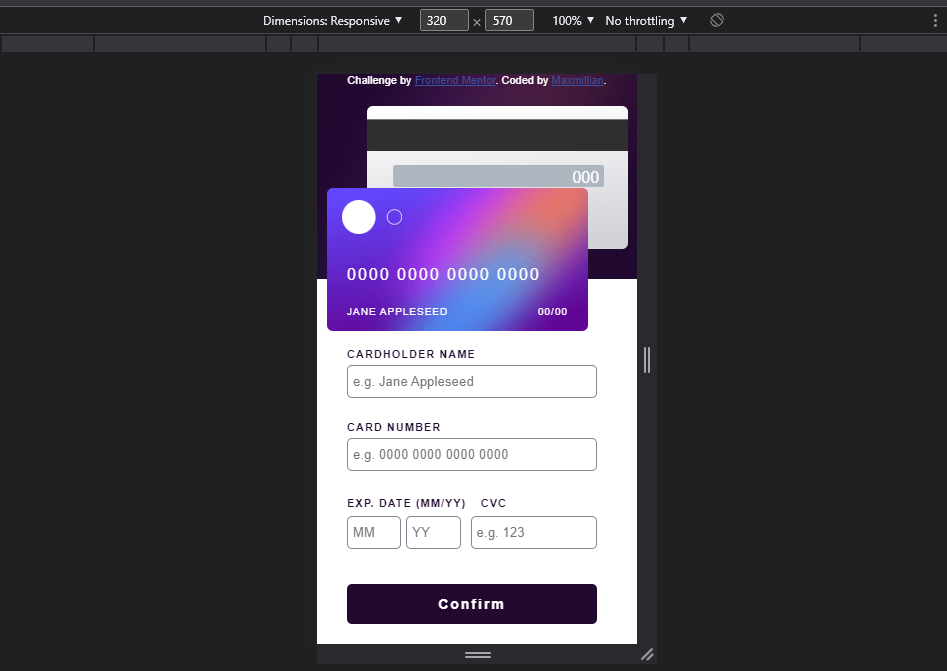 Dimensions: Responsive ▼ 320 × 570 100% ▼ No throttling ▼
Challenge by Frontend Mentor. Coded by Maxmillian.
000
0000 0000 0000 0000
JANE APPLESEED 00/00
CARDHOLDER NAME
e.g. Jane Appleseed
CARD NUMBER
e.g. 0000 0000 0000 0000
EXP. DATE (MM/YY) CVC
MM YY e.g. 123
Confirm